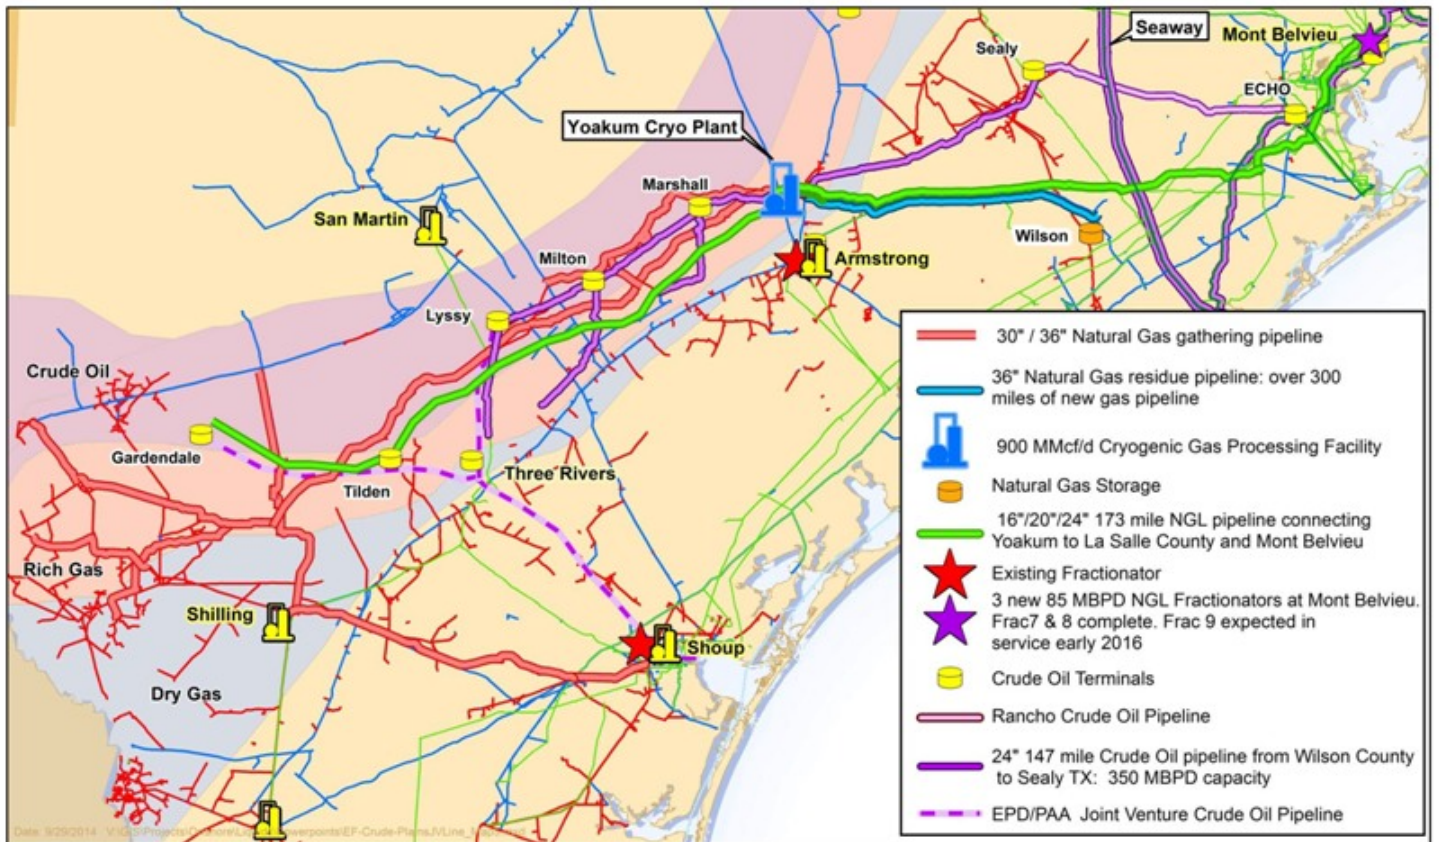 Seaway
Mont Belvieu
Sealy
ECHO
Yoakum Cryo Plant
Marshall
San Martin
Wilson
Milton
Armstrong
Lyssy
Crude Oil
Gardendale
Three Rivers
Tilden
Rich Gas
Shilling
Shoup
Dry Gas
30" / 36" Natural Gas gathering pipeline
36" Natural Gas residue pipeline: over 300
miles of new gas pipeline
900 MMcf/d Cryogenic Gas Processing Facility
Natural Gas Storage
16"/20"/24" 173 mile NGL pipeline connecting
Yoakum to La Salle County and Mont Belvieu
Existing Fractionator
3 new 85 MBPD NGL Fractionators at Mont Belvieu.
Frac7 & 8 complete. Frac 9 expected in
service early 2016
Crude Oil Terminals
Rancho Crude Oil Pipeline
24" 147 mile Crude Oil pipeline from Wilson County
to Sealy TX: 350 MBPD capacity
EPD/PAA Joint Venture Crude Oil Pipeline
Date: 9/29/2014